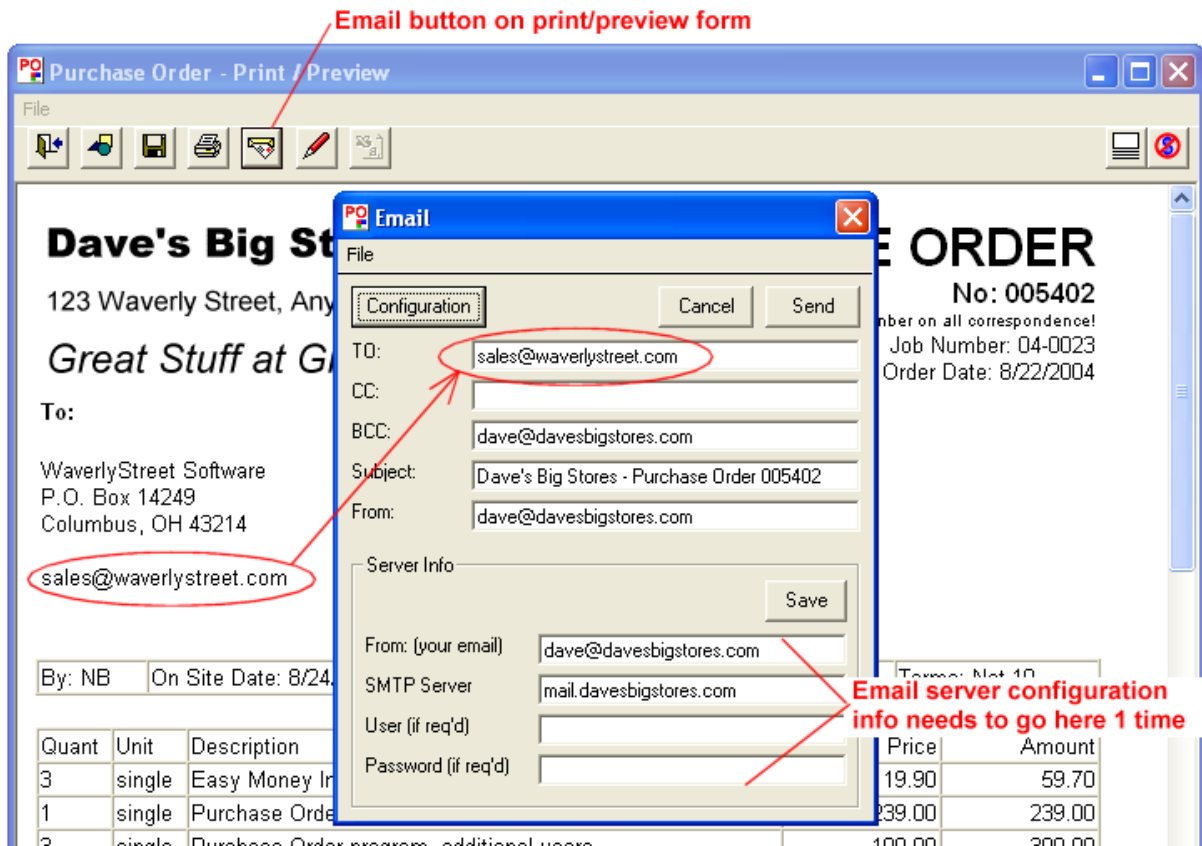 Email button on print/preview form
PO Purchase Order - Print / Preview
File
Dave's Big St
E ORDER
123 Waverly Street, Any
No: 005402
nber on all correspondence!
Great Stuff at G
Job Number: 04-0023
Order Date: 8/22/2004
To:
WaverlyStreet Software
P.O. Box 14249
Columbus, OH 43214
sales@waverlystreet.com
PO Email
File
Configuration Cancel Send
TO: sales@waverlystreet.com
CC:
BCC: dave@davesbigstores.com
Subject: Dave's Big Stores - Purchase Order 005402
From: dave@davesbigstores.com
Server Info
Save
From: (your email) dave@davesbigstores.com
SMTP Server mail.davesbigstores.com
User (if req'd)
Password (if req'd)
Email server configuration
info needs to go here 1 time
By: NB On Site Date: 8/24 Terms: Net 10
Quant Unit Description Price Amount
3 single Easy Money In 19.90 59.70
1 single Purchase Orde 239.00 239.00
3 single Purchase Order program, additional users 100.00 300.00